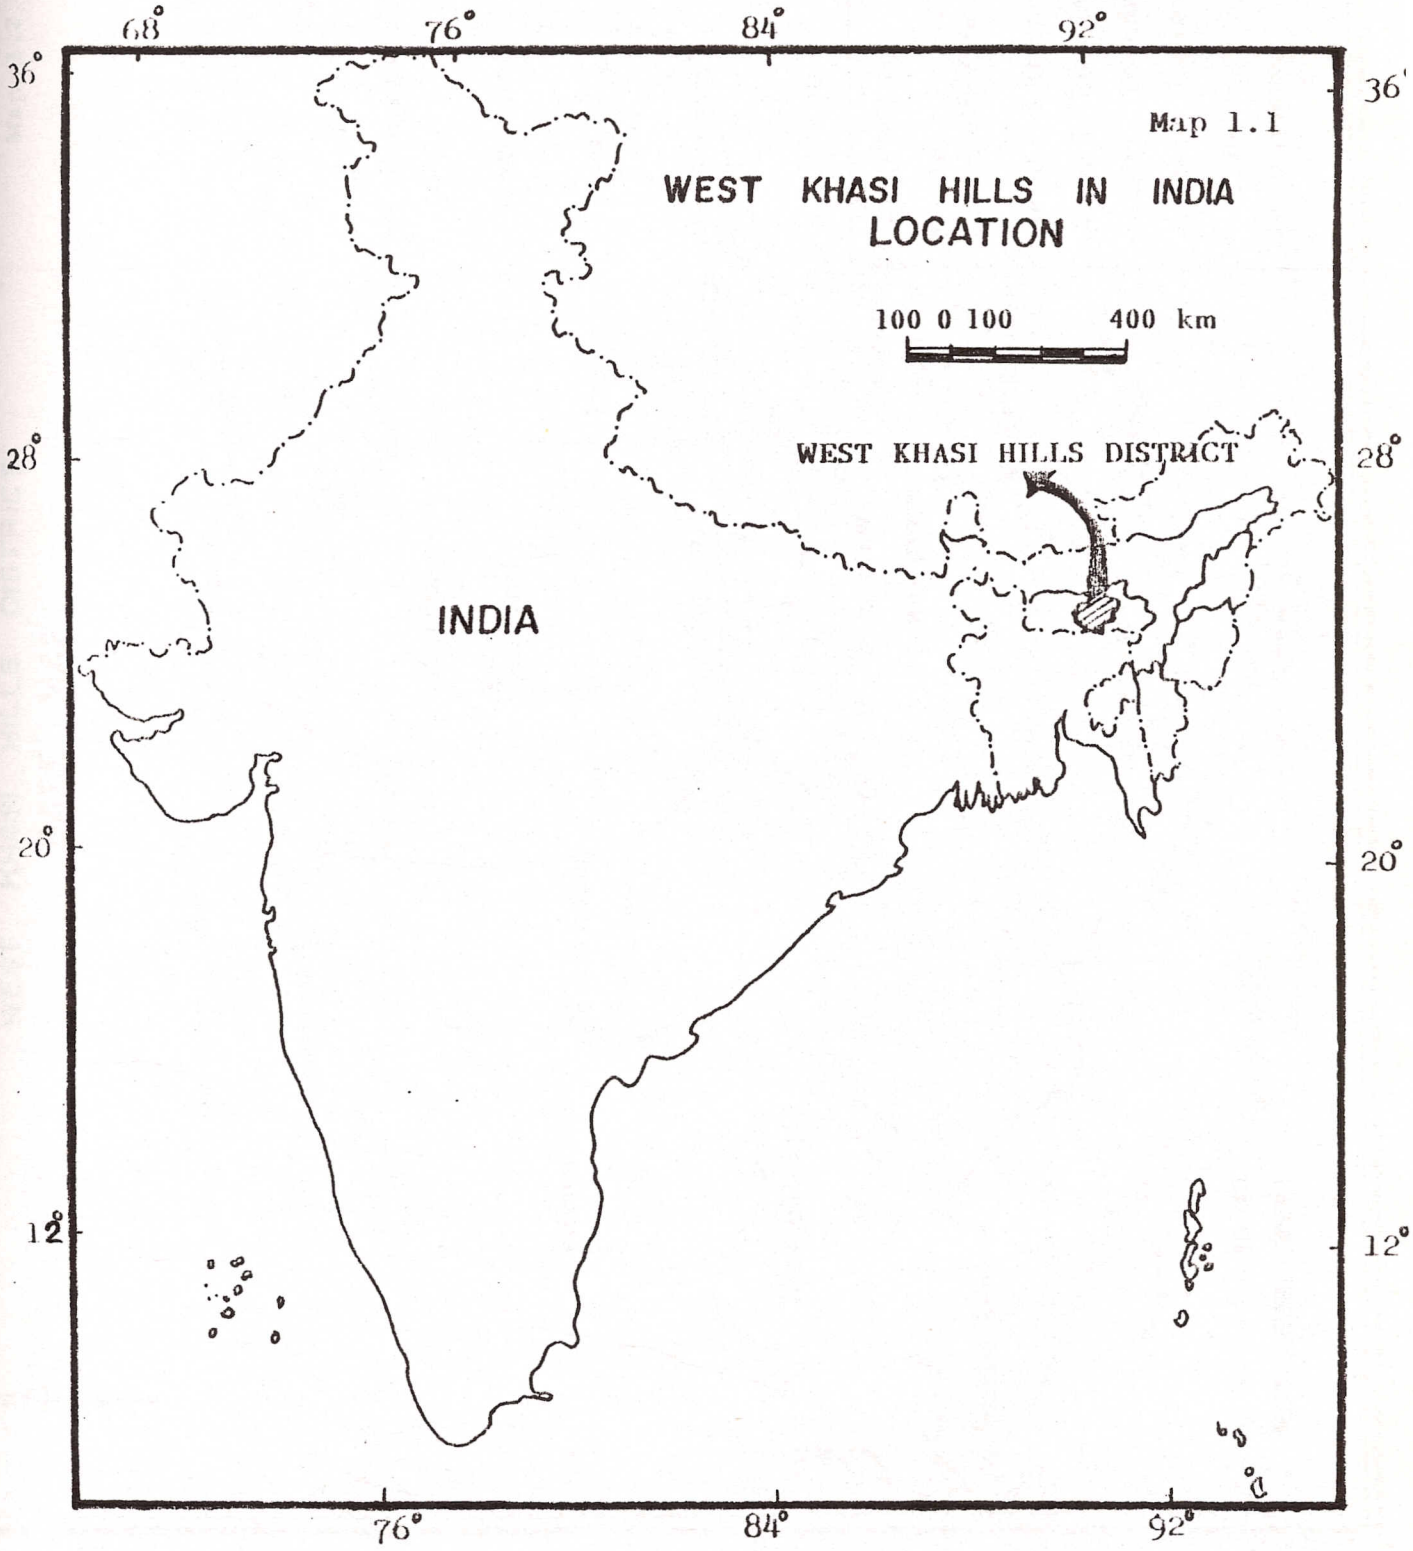 68° 76° 84° 92°
36° 36°
Map 1.1
WEST KHASI HILLS IN INDIA
LOCATION
100 0 100 400 km
WEST KHASI HILLS DISTRICT
28° 28°
INDIA
20° 20°
12° 12°
76° 84° 92°